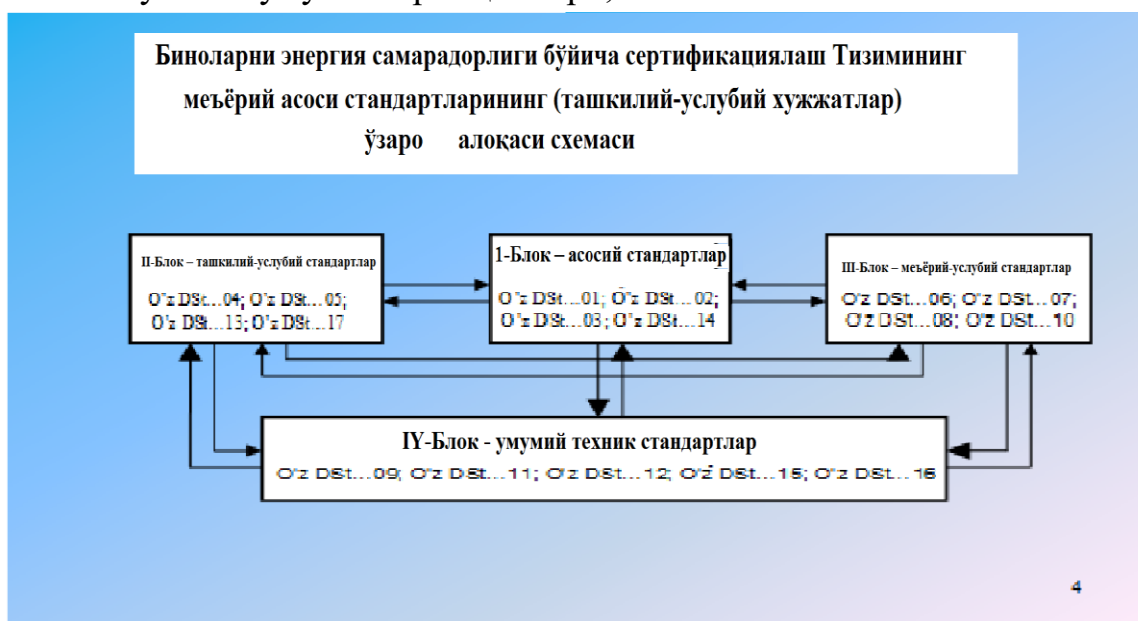 Биноларни энергия самарадорлиги бўйича сертификациялаш Тизимининг
меъёрий асоси стандартларининг (ташкилий-услубий хужжатлар)
ўзаро алоқаси схемаси
II-Блок – ташкилий-услубий стандартлар
O'z DSt...04; O'z DSt...05;
O'z DSt...13; O'z DSt...17
1-Блок – асосий стандартлар
O'z DSt...01; O'z DSt...02;
O'z DSt...03; O'z DSt...14
III-Блок – меъёрий-услубий стандартлар
O'z DSt...06; O'z DSt...07;
O'z DSt...08; O'z DSt...10
IY-Блок - умумий техник стандартлар
O'z DSt...09; O'z DSt...11; O'z DSt...12; O'z DSt...15; O'z DSt...16
4